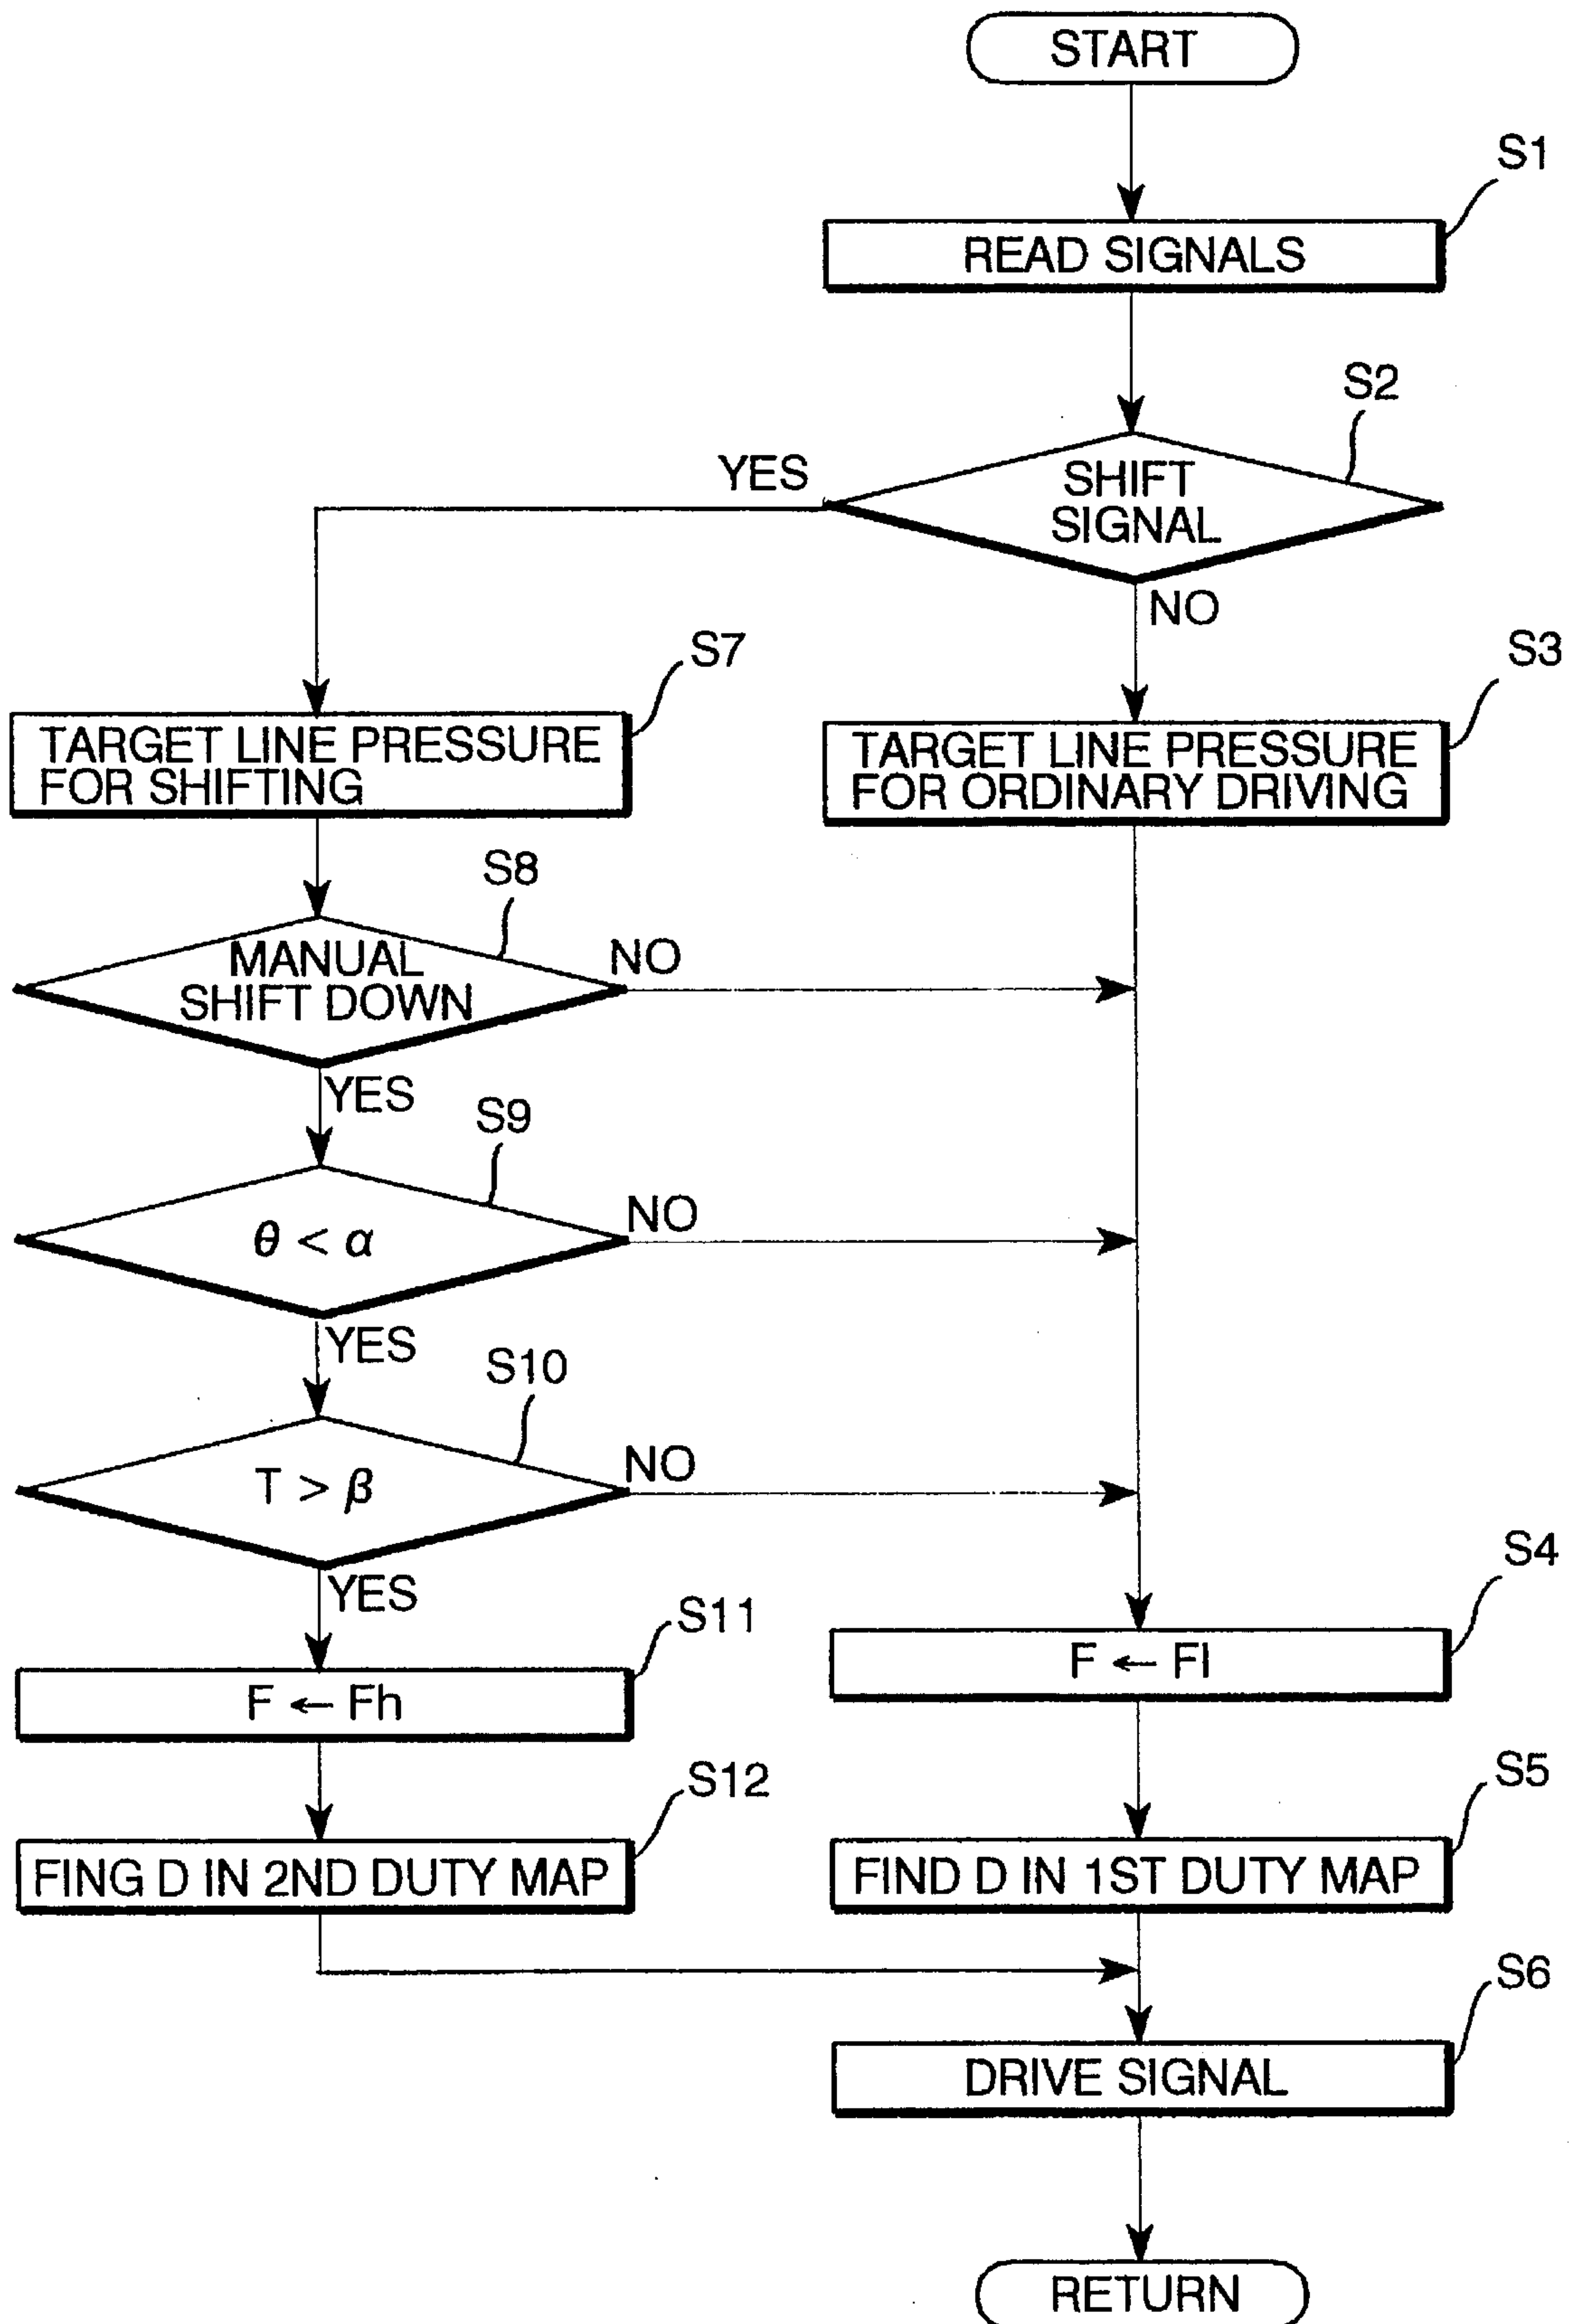 START
S1
READ SIGNALS
S2
YES
SHIFT
SIGNAL
NO
S7
S3
TARGET LINE PRESSURE
FOR SHIFTING
TARGET LINE PRESSURE
FOR ORDINARY DRIVING
S8
MANUAL
SHIFT DOWN
NO
YES
S9
θ < α
NO
YES
S10
T > β
NO
YES
S11
F ← Fh
S4
F ← Fl
S12
FING D IN 2ND DUTY MAP
S5
FIND D IN 1ST DUTY MAP
S6
DRIVE SIGNAL
RETURN